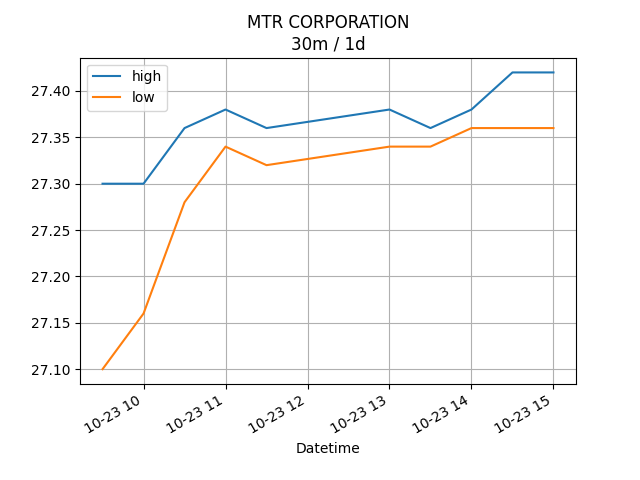 MTR CORPORATION
30m / 1d
high
low
27.40
27.35
27.30
27.25
27.20
27.15
27.10
10-23 10
10-23 11
10-23 12
10-23 13
10-23 14
10-23 15
Datetime